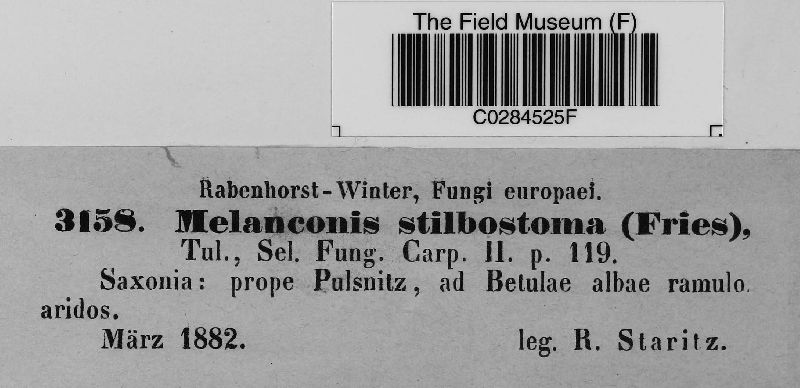 The Field Museum (F)
C0284525F
Rabenhorst-Winter, Fungi europaei.
3158. Melanconis stilbostoma (Fries),
Tul., Sel. Fung. Carp. II. p. 119.
Saxonia: prope Pulsnitz, ad Betulae albae ramulo.
aridos.
März 1882. leg. R. Staritz.